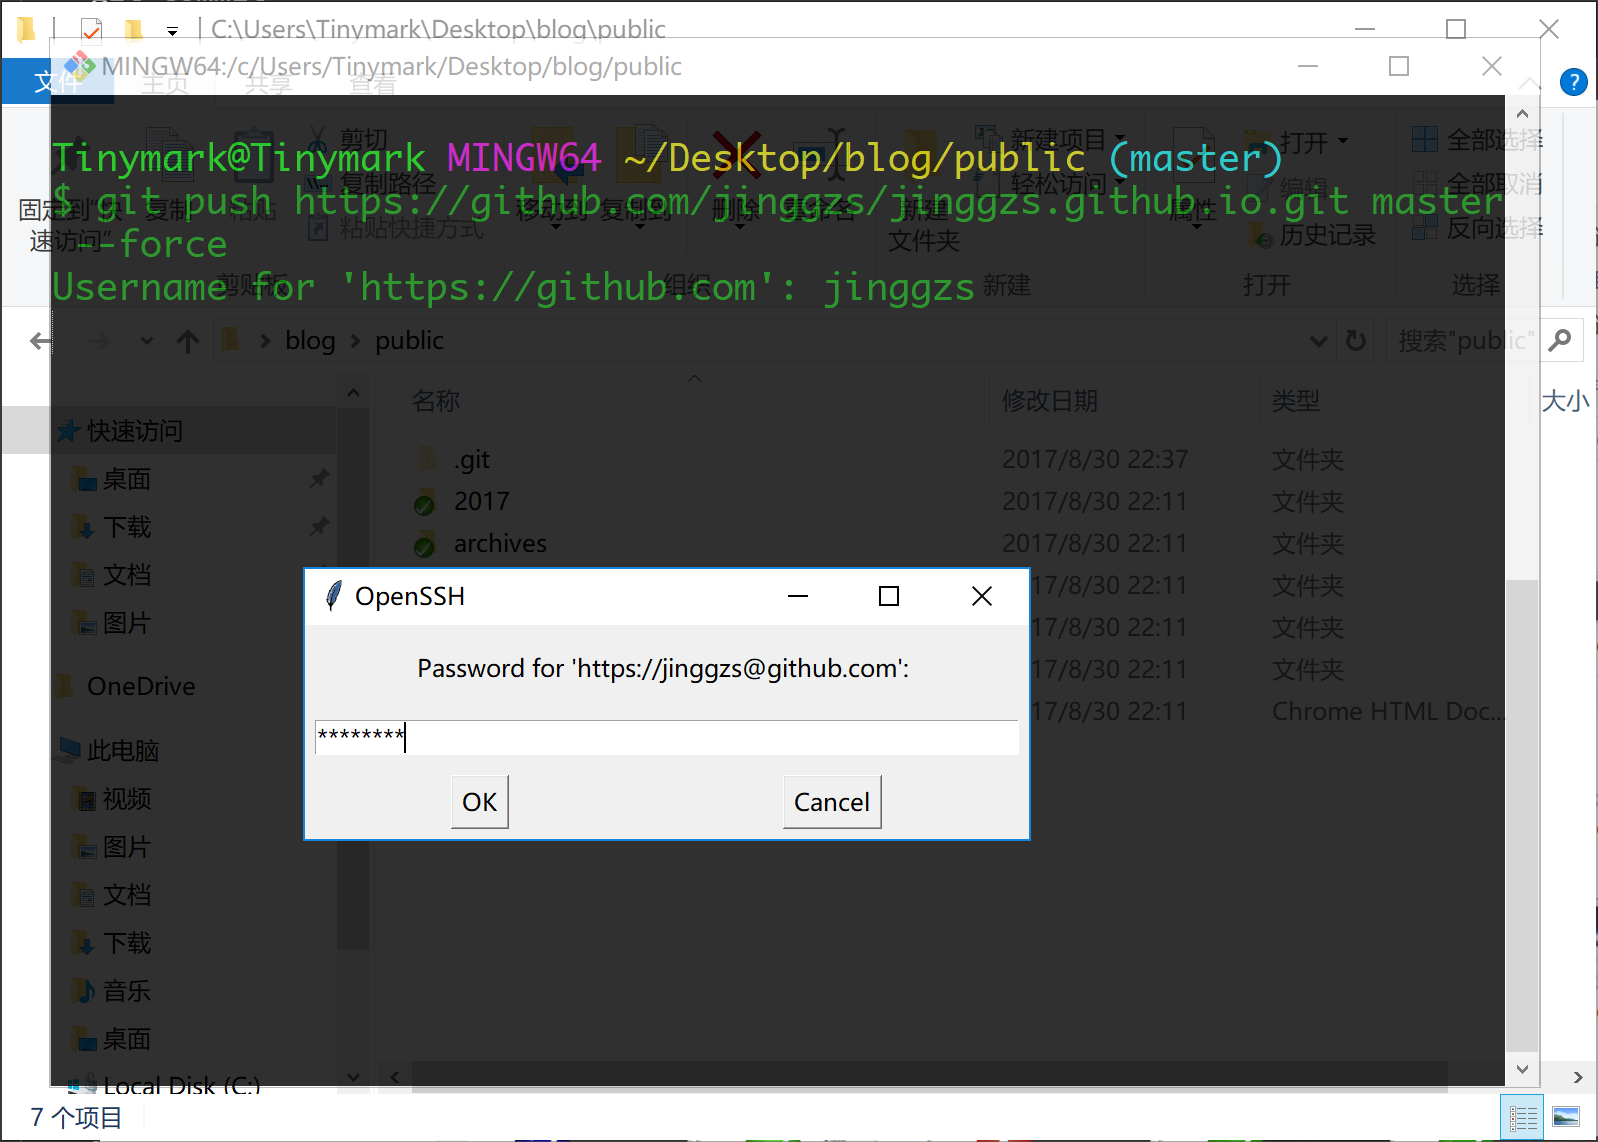 C:\Users\Tinymark\Desktop\blog\public
MINGW64:/c/Users/Tinymark/Desktop/blog/public
文件 主页 共享 查看
Tinymark@Tinymark MINGW64 ~/Desktop/blog/public (master)
$ git push https://github.com/jinggzs/jinggzs.github.io.git master
--force
Username for 'https://github.com': jinggzs
固定到"快
速访问"
复制
粘贴
剪切
复制路径
粘贴快捷方式
剪贴板
移动到 复制到 删除 重命名
组织
新建项目
轻松访问
新建
文件夹
新建
属性
打开
编辑
历史记录
打开
全部选择
全部取消
反向选择
选择
blog > public
搜索"public"
名称 修改日期 类型 大小
.git 2017/8/30 22:37 文件夹
2017 2017/8/30 22:11 文件夹
archives 2017/8/30 22:11 文件夹
17/8/30 22:11 文件夹
17/8/30 22:11 文件夹
17/8/30 22:11 文件夹
17/8/30 22:11 Chrome HTML Doc...
快速访问
桌面
下载
文档
图片
OneDrive
此电脑
视频
图片
文档
下载
音乐
桌面
Local Disk (C:)
OpenSSH
Password for 'https://jinggzs@github.com':
********
OK
Cancel
7 个项目